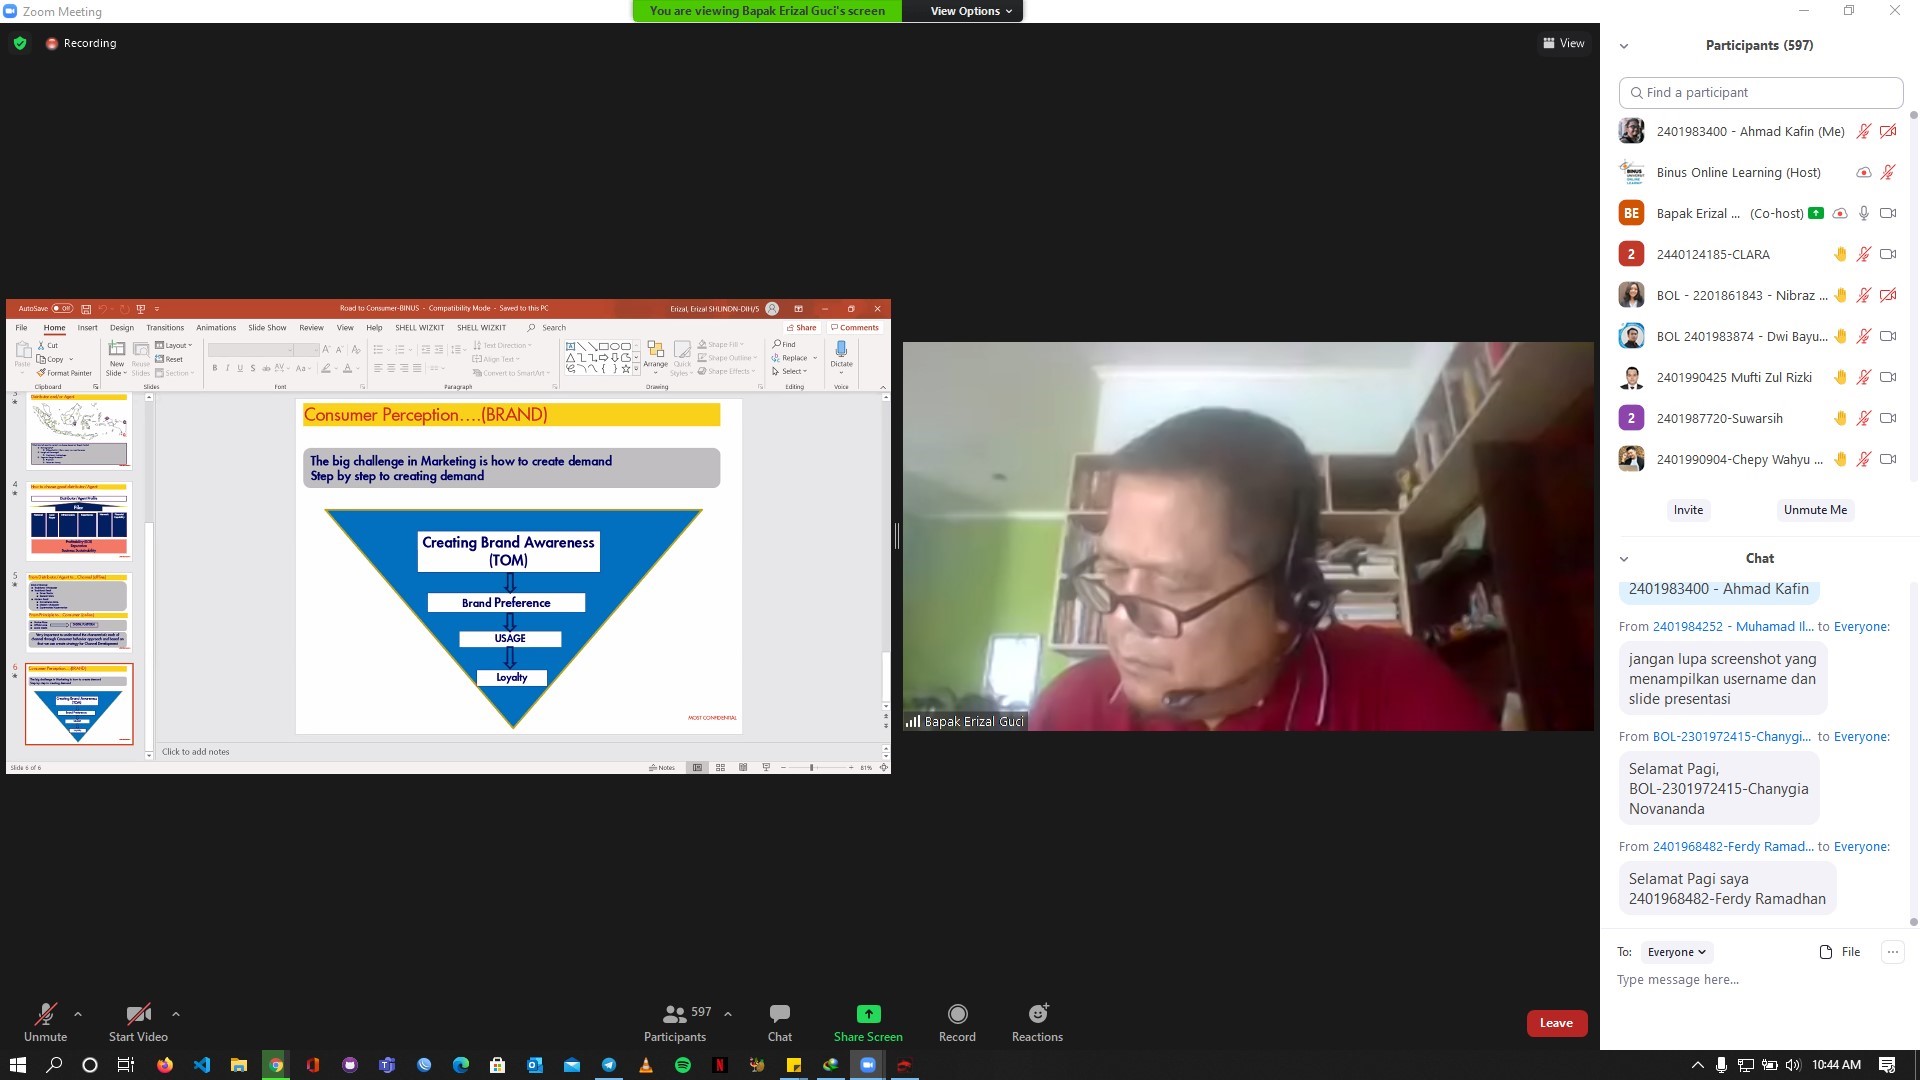 Zoom Meeting
You are viewing Bapak Erizal Guci's screen
View Options
Recording
View
AutoSave Off
Road to Consumer-BINUS - Compatibility Mode - Saved to this PC
Erizal, Erizal SHLINDN-DIH/5
File Home Insert Design Transitions Animations Slide Show Review View Help SHELL WIZKIT SHELL WIZKIT Search
Share Comments
Paste
Cut
Copy
Format Painter
Clipboard
New Slide
Reuse Slides
Layout
Reset
Section
Slides
Font
Text Direction
Align Text
Convert to SmartArt
Paragraph
Arrange
Quick Styles
Shape Fill
Shape Outline
Shape Effects
Drawing
Find
Replace
Select
Editing
Dictate
Voice
3
4
5
6
Consumer Perception....(BRAND)
The big challenge in Marketing is how to create demand
Step by step to creating demand
Creating Brand Awareness
(TOM)
Brand Preference
USAGE
Loyalty
MOST CONFIDENTIAL
Click to add notes
Slide 6 of 6
Notes
81%
Bapak Erizal Guci
Participants (597)
Find a participant
2401983400 - Ahmad Kafin (Me)
Binus Online Learning (Host)
BE
Bapak Erizal ... (Co-host)
2
2440124185-CLARA
BOL - 2201861843 - Nibraz ...
BOL 2401983874 - Dwi Bayu...
2401990425 Mufti Zul Rizki
2
2401987720-Suwarsih
2401990904-Chepy Wahyu ...
Invite
Unmute Me
Chat
2401983400 - Ahmad Kafin
From 2401984252 - Muhamad Il... to Everyone:
jangan lupa screenshot yang
menampilkan username dan
slide presentasi
From BOL-2301972415-Chanygi... to Everyone:
Selamat Pagi,
BOL-2301972415-Chanygia
Novananda
From 2401968482-Ferdy Ramad... to Everyone:
Selamat Pagi saya
2401968482-Ferdy Ramadhan
To: Everyone
File
Type message here...
Unmute
Start Video
597
Participants
Chat
Share Screen
Record
Reactions
Leave
10:44 AM